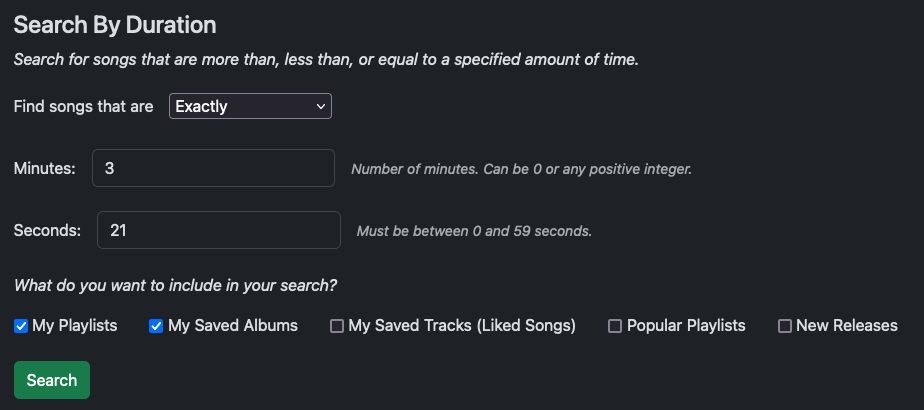 Search By Duration
Search for songs that are more than, less than, or equal to a specified amount of time.
Find songs that are Exactly
Minutes: 3 Number of minutes. Can be 0 or any positive integer.
Seconds: 21 Must be between 0 and 59 seconds.
What do you want to include in your search?
My Playlists My Saved Albums My Saved Tracks (Liked Songs) Popular Playlists New Releases
Search